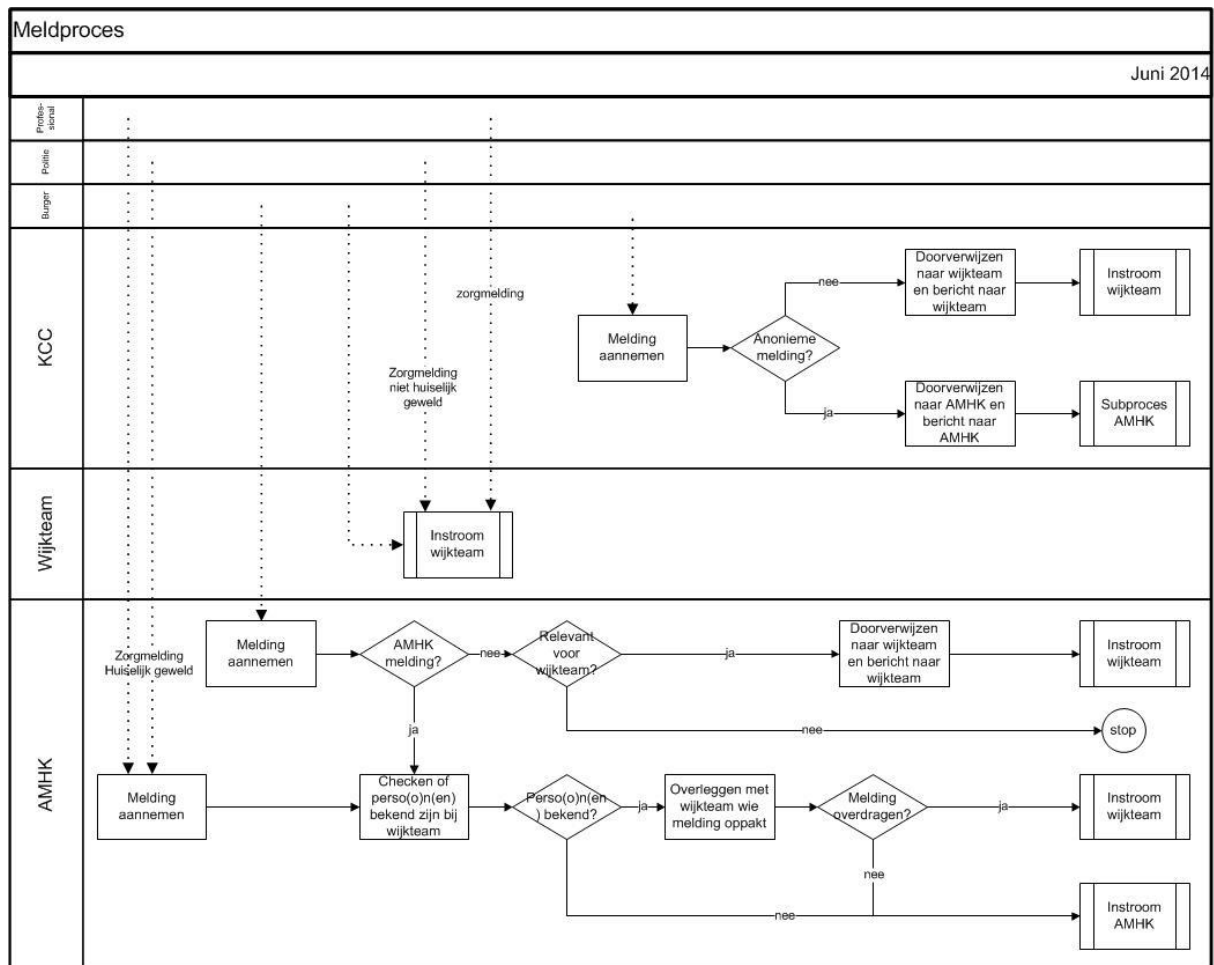 Meldproces
Juni 2014
Profes-
sional
Politie
Burger
KCC
zorgmelding
Zorgmelding
niet huiselijk
geweld
Melding
aannemen
Anonieme
melding?
nee
Doorverwijzen
naar wijkteam
en bericht naar
wijkteam
Instroom
wijkteam
ja
Doorverwijzen
naar AMHK en
bericht naar
AMHK
Subproces
AMHK
Wijkteam
Instroom
wijkteam
AMHK
Zorgmelding
Huiselijk geweld
Melding
aannemen
AMHK
melding?
nee
Relevant
voor
wijkteam?
ja
Doorverwijzen
naar wijkteam
en bericht naar
wijkteam
Instroom
wijkteam
nee
stop
ja
Melding
aannemen
Checken of
perso(o)n(en)
bekend zijn bij
wijkteam
Perso(o)n(en
) bekend?
ja
Overleggen met
wijkteam wie
melding oppakt
Melding
overdragen?
ja
Instroom
wijkteam
nee
nee
Instroom
AMHK